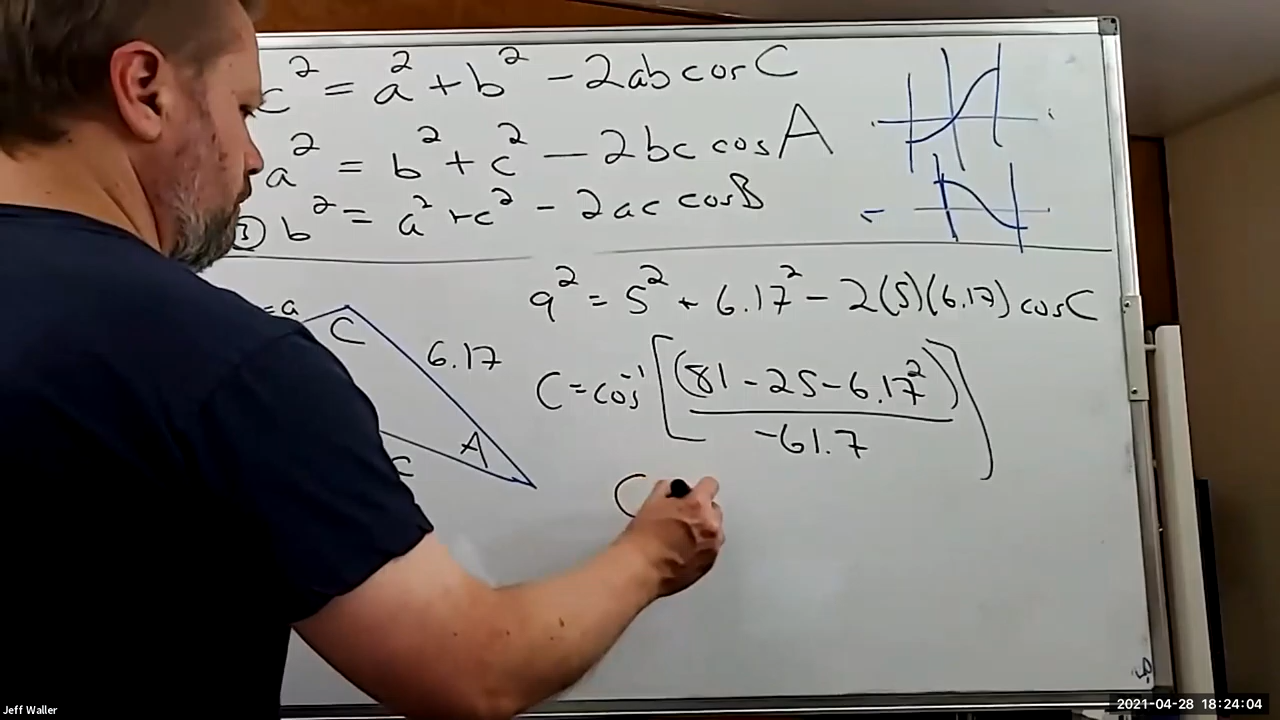 c² = a² + b² - 2ab cos C
a² = b² + c² - 2bc cos A
③ b² = a² + c² - 2ac cos B
=a
C
6.17
A
c
9² = 5² + 6.17² - 2(5)(6.17) cos C
C = cos⁻¹ [(81 - 25 - 6.17²) / -61.7]
C
Jeff Waller
2021-04-28 18:24:04